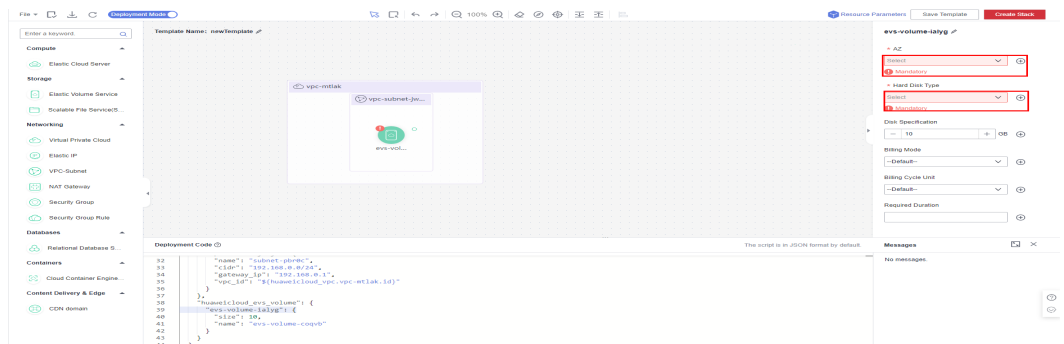 File
Deployment Mode
100%
Resource Parameters
Save Template
Create Stack
Enter a keyword
Compute
Elastic Cloud Server
Storage
Elastic Volume Service
Scalable File Service(S...
Networking
Virtual Private Cloud
Elastic IP
VPC-Subnet
NAT Gateway
Security Group
Security Group Rule
Databases
Relational Database S...
Containers
Cloud Container Engine...
Content Delivery & Edge
CDN domain
Template Name: newTemplate
vpc-mtlak
vpc-subnet-jw...
evs-vol...
evs-volume-ialyg
* AZ
Select
Mandatory
* Hard Disk Type
Select
Mandatory
Disk Specification
10
GB
Billing Mode
--Default--
Billing Cycle Unit
--Default--
Required Duration
Deployment Code
The script is in JSON format by default.
32 "name": "subnet-pbr0c",
33 "cidr": "192.168.0.0/24",
34 "gateway_ip": "192.168.0.1",
35 "vpc_id": "${huaweicloud_vpc.vpc-mtlak.id}"
36 }
37 },
38 "huaweicloud_evs_volume": {
39 "evs-volume-ialyg": {
40 "size": 10,
41 "name": "evs-volume-coqvb"
42 }
43 }
Messages
No messages.